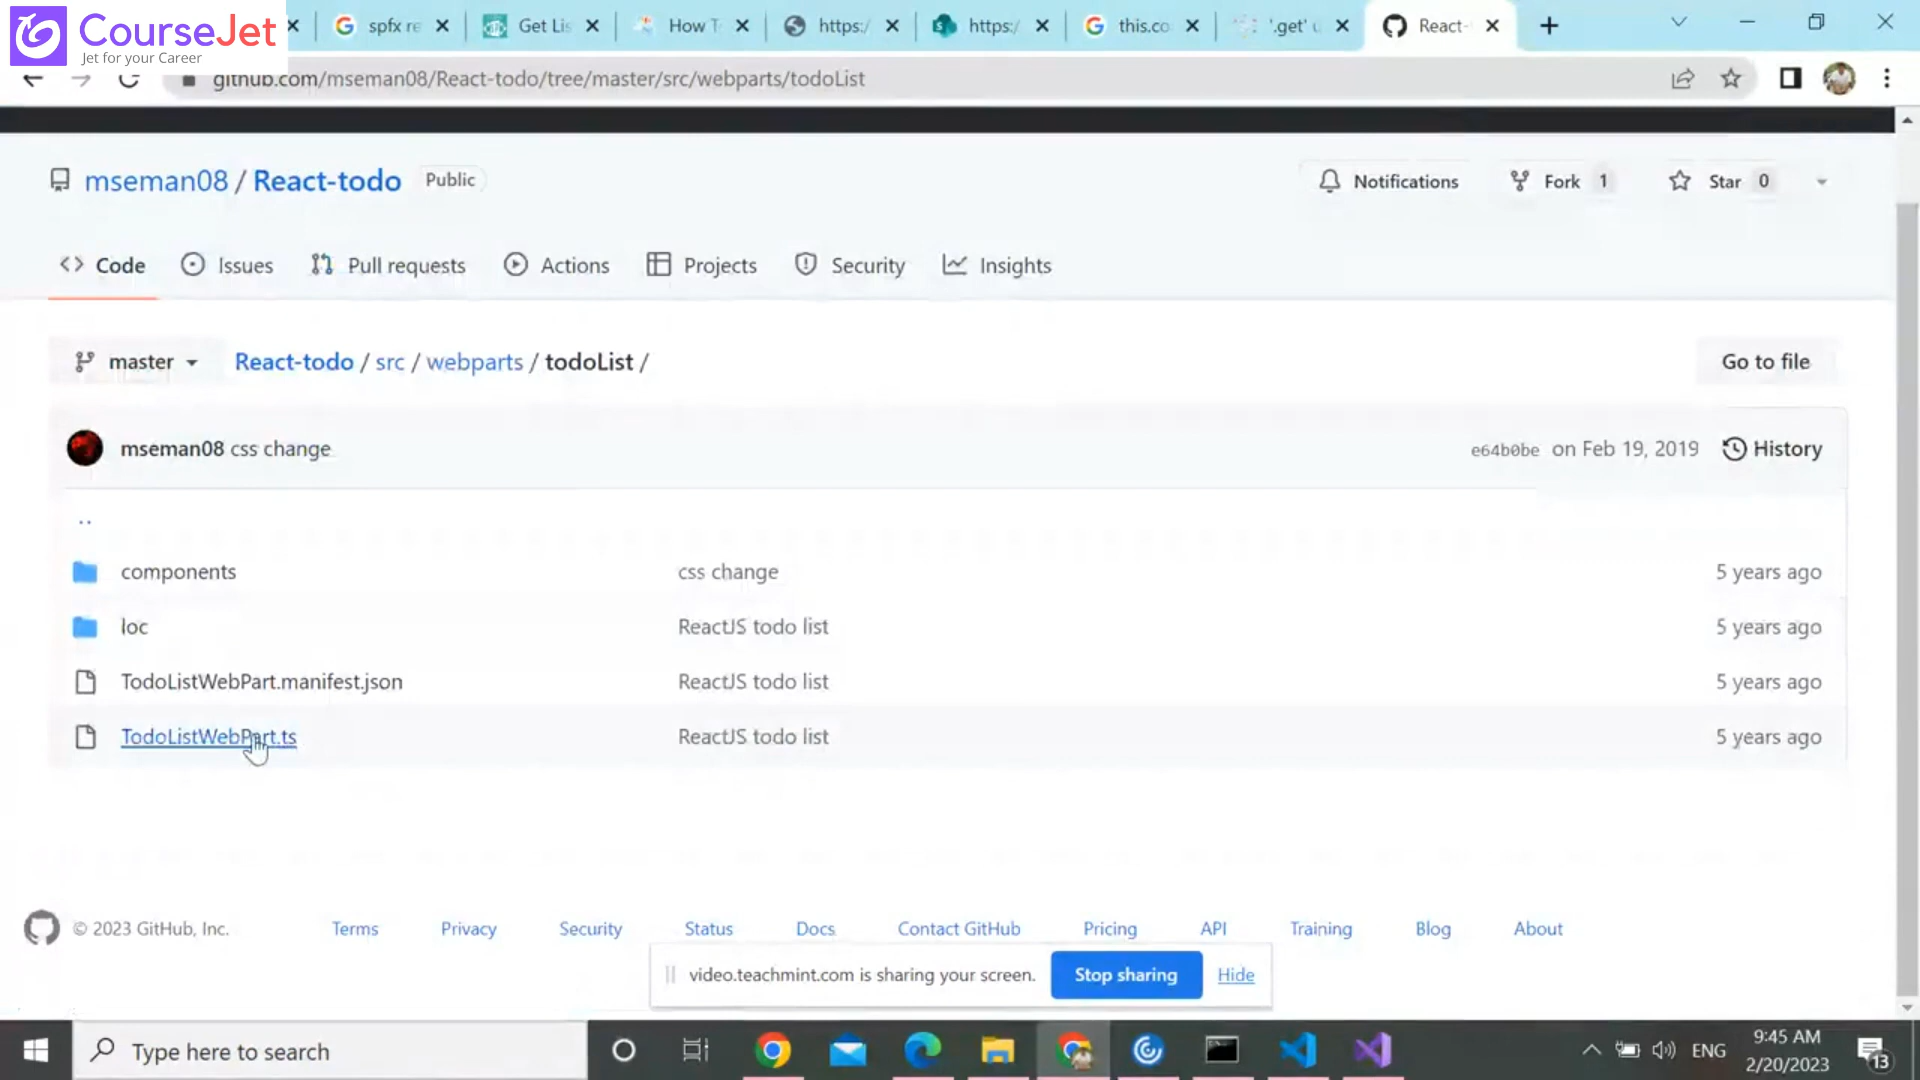 CourseJet
Jet for your Career
spfx re
Get Lis
How T
https:/
https:/
this.co
'.get' u
React-
github.com/mseman08/React-todo/tree/master/src/webparts/todoList
mseman08 / React-todo Public
Notifications
Fork 1
Star 0
Code
Issues
Pull requests
Actions
Projects
Security
Insights
master
React-todo / src / webparts / todoList /
Go to file
mseman08 css change
e64b0be on Feb 19, 2019
History
..
components css change 5 years ago
loc ReactJS todo list 5 years ago
TodoListWebPart.manifest.json ReactJS todo list 5 years ago
TodoListWebPart.ts ReactJS todo list 5 years ago
© 2023 GitHub, Inc.
Terms
Privacy
Security
Status
Docs
Contact GitHub
Pricing
API
Training
Blog
About
video.teachmint.com is sharing your screen.
Stop sharing
Hide
Type here to search
ENG
9:45 AM
2/20/2023
13